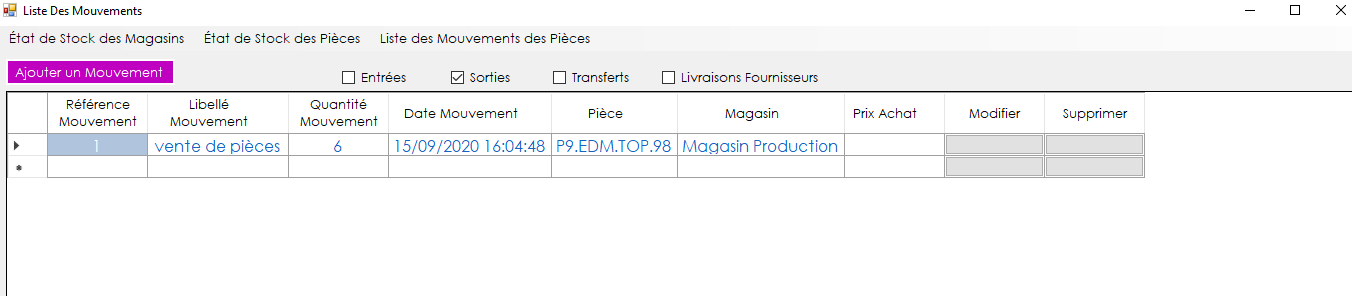 Liste Des Mouvements
État de Stock des Magasins État de Stock des Pièces Liste des Mouvements des Pièces
Ajouter un Mouvement Entrées Sorties Transferts Livraisons Fournisseurs
Référence Mouvement Libellé Mouvement Quantité Mouvement Date Mouvement Pièce Magasin Prix Achat Modifier Supprimer
1 vente de pièces 6 15/09/2020 16:04:48 P9.EDM.TOP.98 Magasin Production